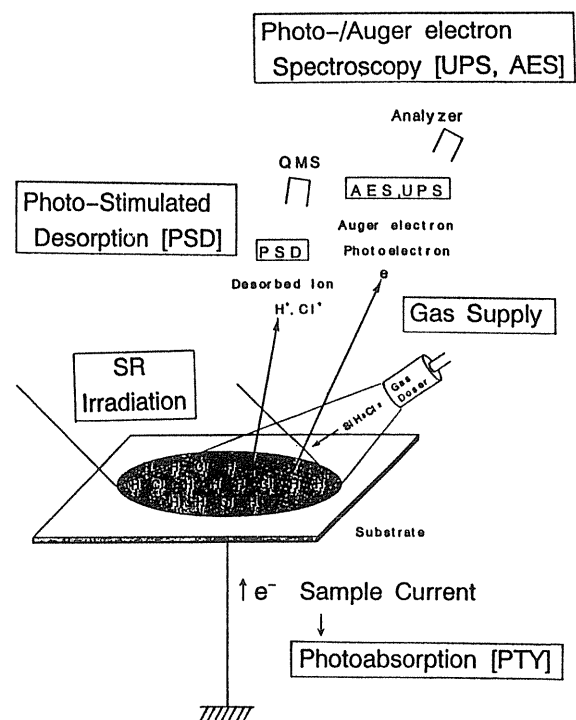 Photo-/Auger electron
Spectroscopy [UPS, AES]
Analyzer
QMS
AES,UPS
Photo-Stimulated
Desorption [PSD]
Auger electron
Photoelectron
e
PSD
Desorbed Ion
H⁺, Cl⁺
Gas Supply
SR
Irradiation
Gas
Doser
SiH₂Cl₂
Substrate
↑ e⁻ Sample Current
↓
Photoabsorption [PTY]